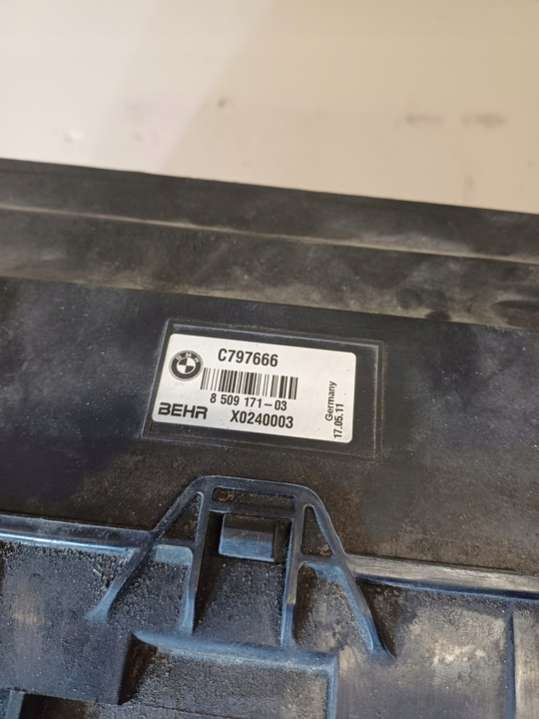 C797666
8 509 171-03
BEHR X0240003
Germany
17.05.11